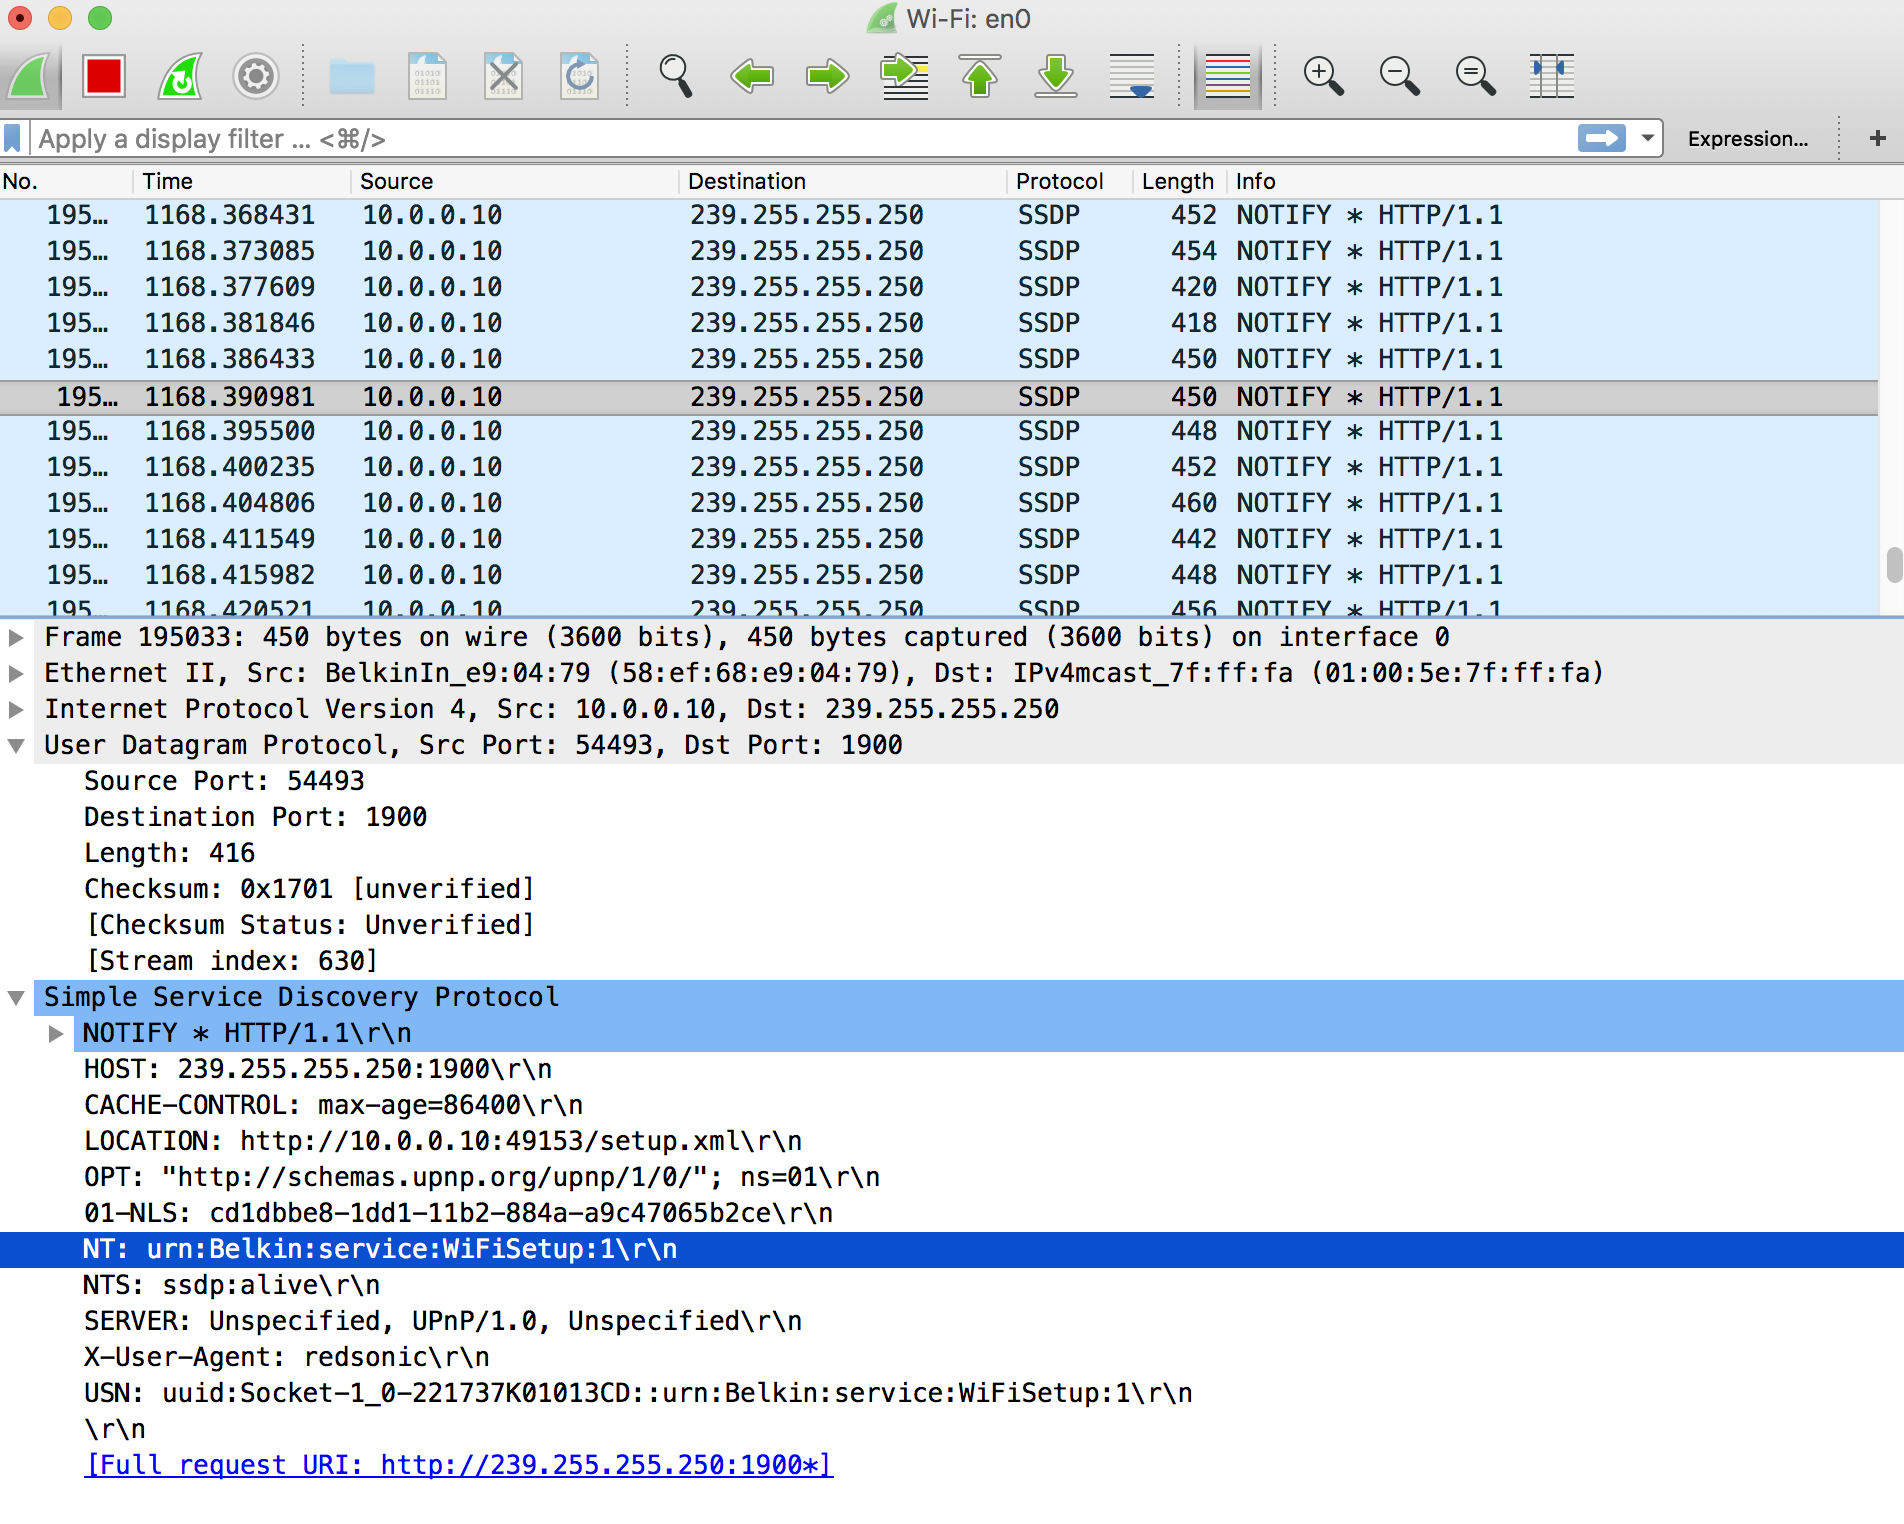 Wi-Fi: en0
Apply a display filter ... <⌘/>
Expression...
+
No. Time Source Destination Protocol Length Info
195… 1168.368431 10.0.0.10 239.255.255.250 SSDP 452 NOTIFY * HTTP/1.1
195… 1168.373085 10.0.0.10 239.255.255.250 SSDP 454 NOTIFY * HTTP/1.1
195… 1168.377609 10.0.0.10 239.255.255.250 SSDP 420 NOTIFY * HTTP/1.1
195… 1168.381846 10.0.0.10 239.255.255.250 SSDP 418 NOTIFY * HTTP/1.1
195… 1168.386433 10.0.0.10 239.255.255.250 SSDP 450 NOTIFY * HTTP/1.1
195… 1168.390981 10.0.0.10 239.255.255.250 SSDP 450 NOTIFY * HTTP/1.1
195… 1168.395500 10.0.0.10 239.255.255.250 SSDP 448 NOTIFY * HTTP/1.1
195… 1168.400235 10.0.0.10 239.255.255.250 SSDP 452 NOTIFY * HTTP/1.1
195… 1168.404806 10.0.0.10 239.255.255.250 SSDP 460 NOTIFY * HTTP/1.1
195… 1168.411549 10.0.0.10 239.255.255.250 SSDP 442 NOTIFY * HTTP/1.1
195… 1168.415982 10.0.0.10 239.255.255.250 SSDP 448 NOTIFY * HTTP/1.1
195… 1168.420521 10.0.0.10 239.255.255.250 SSDP 456 NOTIFY * HTTP/1.1
Frame 195033: 450 bytes on wire (3600 bits), 450 bytes captured (3600 bits) on interface 0
Ethernet II, Src: BelkinIn_e9:04:79 (58:ef:68:e9:04:79), Dst: IPv4mcast_7f:ff:fa (01:00:5e:7f:ff:fa)
Internet Protocol Version 4, Src: 10.0.0.10, Dst: 239.255.255.250
User Datagram Protocol, Src Port: 54493, Dst Port: 1900
Source Port: 54493
Destination Port: 1900
Length: 416
Checksum: 0x1701 [unverified]
[Checksum Status: Unverified]
[Stream index: 630]
Simple Service Discovery Protocol
NOTIFY * HTTP/1.1\r\n
HOST: 239.255.255.250:1900\r\n
CACHE-CONTROL: max-age=86400\r\n
LOCATION: http://10.0.0.10:49153/setup.xml\r\n
OPT: "http://schemas.upnp.org/upnp/1/0/"; ns=01\r\n
01-NLS: cd1dbbe8-1dd1-11b2-884a-a9c47065b2ce\r\n
NT: urn:Belkin:service:WiFiSetup:1\r\n
NTS: ssdp:alive\r\n
SERVER: Unspecified, UPnP/1.0, Unspecified\r\n
X-User-Agent: redsonic\r\n
USN: uuid:Socket-1_0-221737K01013CD::urn:Belkin:service:WiFiSetup:1\r\n
\r\n
[Full request URI: http://239.255.255.250:1900*]